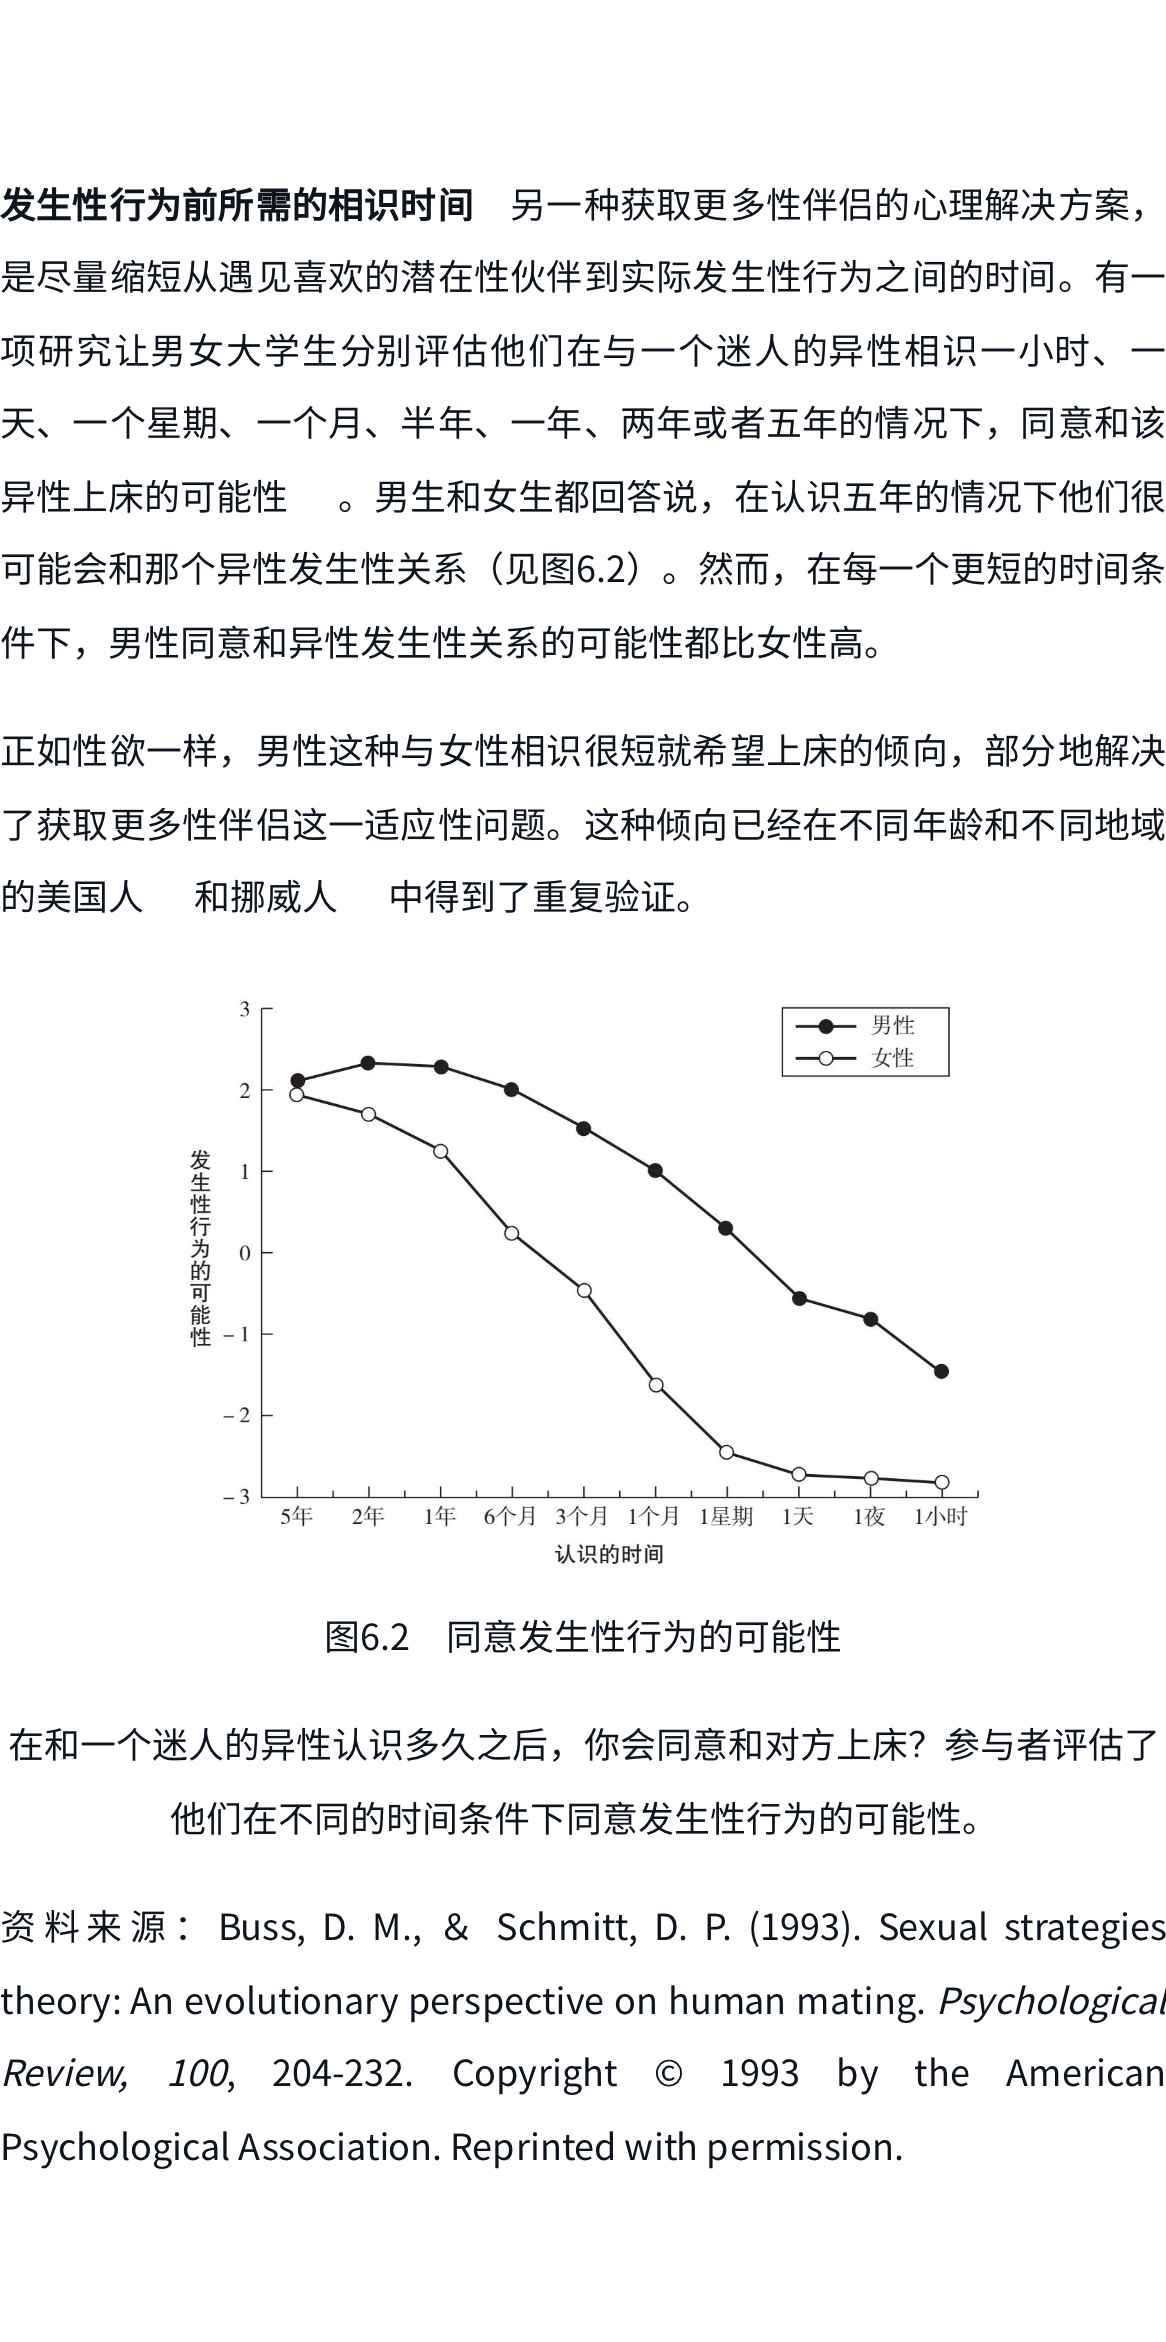 发生性行为前所需的相识时间　另一种获取更多性伴侣的心理解决方案，
是尽量缩短从遇见喜欢的潜在性伙伴到实际发生性行为之间的时间。有一
项研究让男女大学生分别评估他们在与一个迷人的异性相识一小时、一
天、一个星期、一个月、半年、一年、两年或者五年的情况下，同意和该
异性上床的可能性　。男生和女生都回答说，在认识五年的情况下他们很
可能会和那个异性发生性关系（见图6.2）。然而，在每一个更短的时间条
件下，男性同意和异性发生性关系的可能性都比女性高。
正如性欲一样，男性这种与女性相识很短就希望上床的倾向，部分地解决
了获取更多性伴侣这一适应性问题。这种倾向已经在不同年龄和不同地域
的美国人　和挪威人　中得到了重复验证。
男性
女性
3
2
1
0
－1
－2
－3
发生性行为的可能性
5年 2年 1年 6个月 3个月 1个月 1星期 1天 1夜 1小时
认识的时间
图6.2　同意发生性行为的可能性
在和一个迷人的异性认识多久之后，你会同意和对方上床？参与者评估了
他们在不同的时间条件下同意发生性行为的可能性。
资料来源：Buss, D. M., & Schmitt, D. P. (1993). Sexual strategies
theory: An evolutionary perspective on human mating. Psychological
Review, 100, 204-232. Copyright © 1993 by the American
Psychological Association. Reprinted with permission.